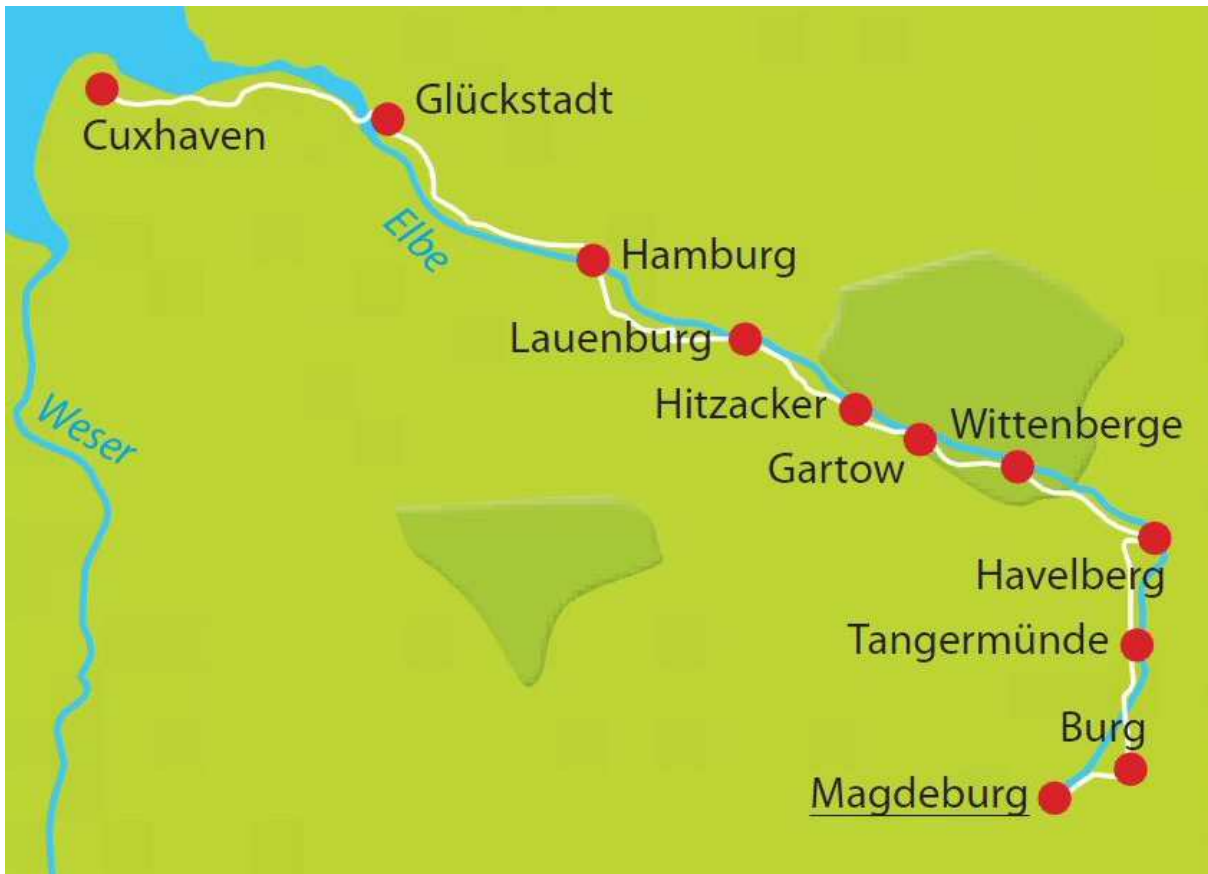 Glückstadt
Cuxhaven
Elbe
Hamburg
Lauenburg
Hitzacker
Wittenberge
Weser
Gartow
Havelberg
Tangermünde
Burg
Magdeburg